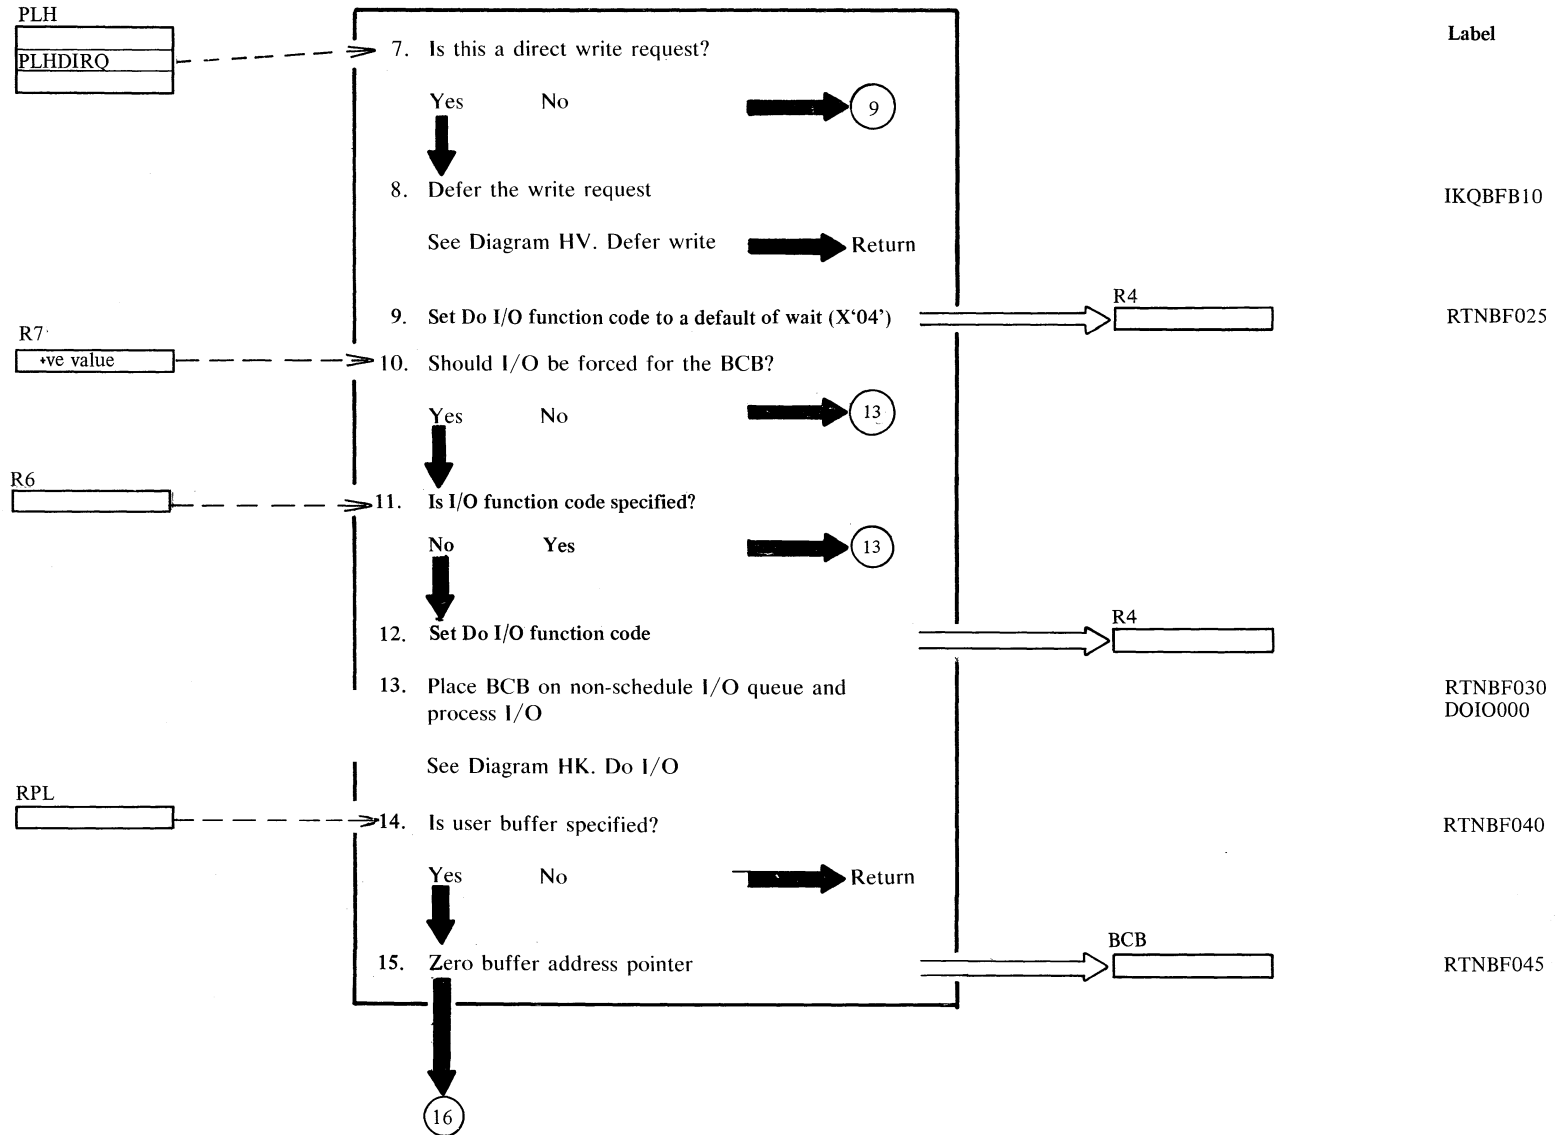 PLH
Label
PLHDIRQ
7. Is this a direct write request?
Yes No 9
8. Defer the write request
IKQBFB10
See Diagram HV. Defer write Return
R4
9. Set Do I/O function code to a default of wait (X'04')
RTNBF025
R7
+ve value
10. Should I/O be forced for the BCB?
Yes No 13
R6
11. Is I/O function code specified?
No Yes 13
R4
12. Set Do I/O function code
13. Place BCB on non-schedule I/O queue and
process I/O
RTNBF030
DOIO000
See Diagram HK. Do I/O
RPL
14. Is user buffer specified?
RTNBF040
Yes No Return
BCB
15. Zero buffer address pointer
RTNBF045
16